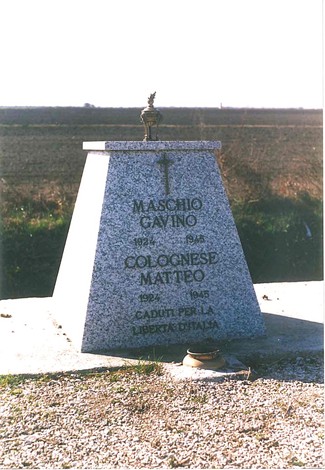 MASCHIO
GAVINO
1924 1945
COLOGNESE
MATTEO
1924 1945
CADUTI PER LA
LIBERTÀ D'ITALIA